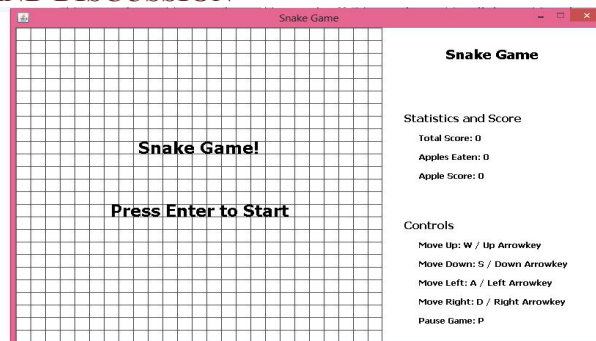 AND DISCUSSION
Snake Game
Snake Game!
Press Enter to Start
Snake Game
Statistics and Score
Total Score: 0
Apples Eaten: 0
Apple Score: 0
Controls
Move Up: W / Up Arrowkey
Move Down: S / Down Arrowkey
Move Left: A / Left Arrowkey
Move Right: D / Right Arrowkey
Pause Game: P